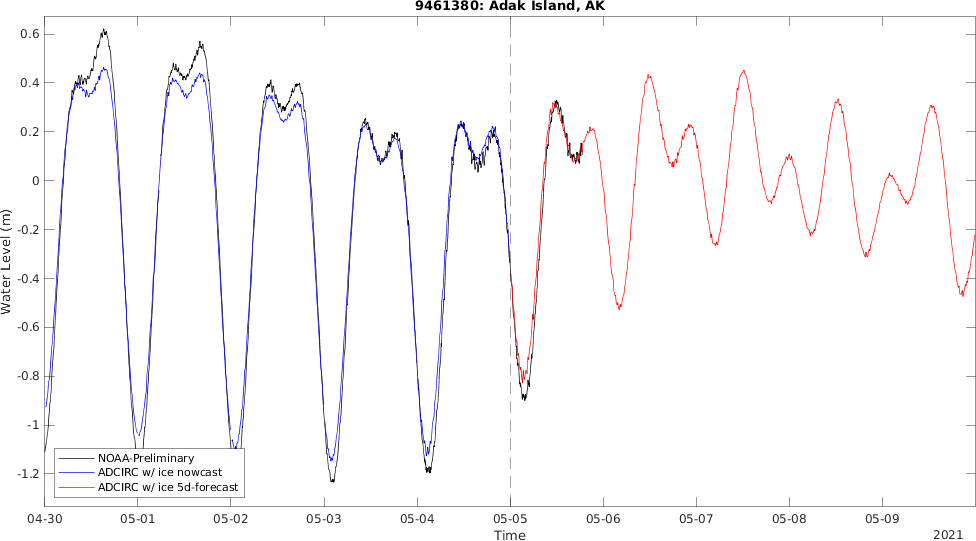 9461380: Adak Island, AK
0.6
0.4
0.2
0
-0.2
-0.4
-0.6
-0.8
-1
-1.2
Water Level (m)
NOAA-Preliminary
ADCIRC w/ ice nowcast
ADCIRC w/ ice 5d-forecast
04-30 05-01 05-02 05-03 05-04 05-05 05-06 05-07 05-08 05-09
Time
2021